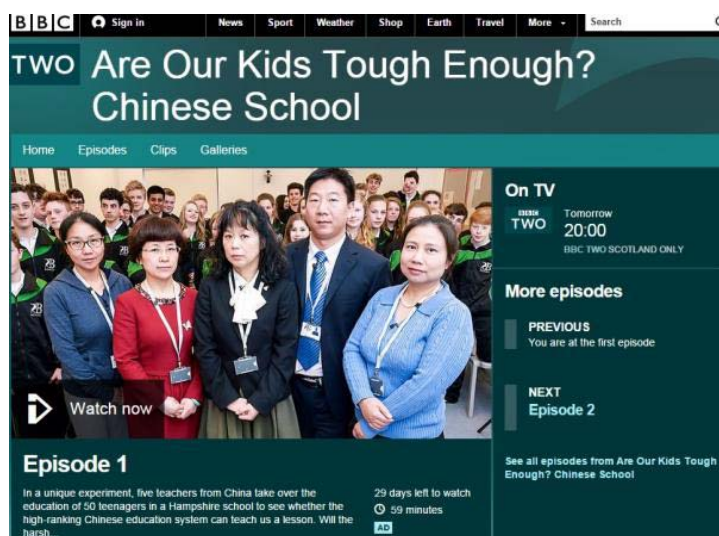 BBC Sign in News Sport Weather Shop Earth Travel More Search
TWO
Are Our Kids Tough Enough?
Chinese School
Home Episodes Clips Galleries
Watch now
Episode 1
In a unique experiment, five teachers from China take over the
education of 50 teenagers in a Hampshire school to see whether the
high-ranking Chinese education system can teach us a lesson. Will the
harsh...
29 days left to watch
59 minutes
AD
On TV
BBC
TWO
Tomorrow
20:00
BBC TWO SCOTLAND ONLY
More episodes
PREVIOUS
You are at the first episode
NEXT
Episode 2
See all episodes from Are Our Kids Tough
Enough? Chinese School